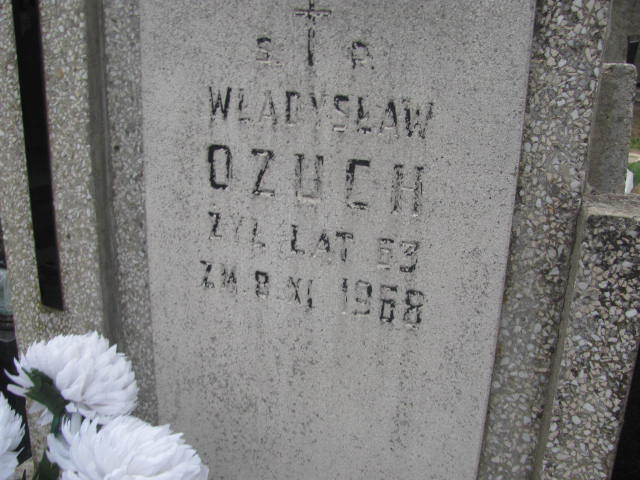 Ś. P.
WŁADYSŁAW
OZUCH
ŻYŁ LAT 63
ZM. 8. XI. 1968